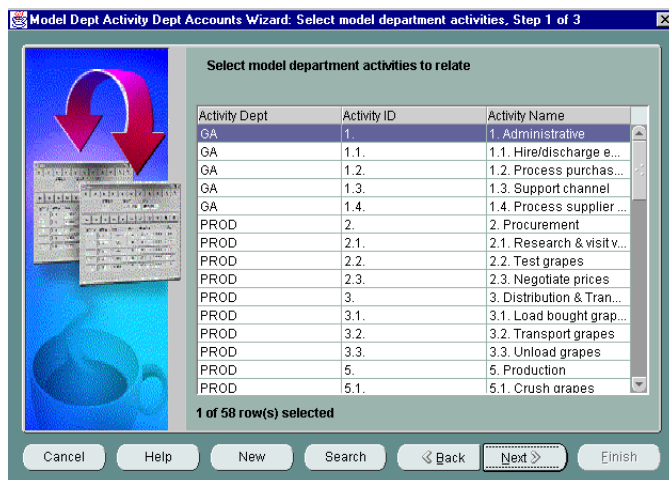 Model Dept Activity Dept Accounts Wizard: Select model department activities, Step 1 of 3
Select model department activities to relate
Activity Dept Activity ID Activity Name
GA 1. 1. Administrative
GA 1.1. 1.1. Hire/discharge e...
GA 1.2. 1.2. Process purchas...
GA 1.3. 1.3. Support channel
GA 1.4. 1.4. Process supplier ...
PROD 2. 2. Procurement
PROD 2.1. 2.1. Research & visit v...
PROD 2.2. 2.2. Test grapes
PROD 2.3. 2.3. Negotiate prices
PROD 3. 3. Distribution & Tran...
PROD 3.1. 3.1. Load bought grap...
PROD 3.2. 3.2. Transport grapes
PROD 3.3. 3.3. Unload grapes
PROD 5. 5. Production
PROD 5.1. 5.1. Crush grapes
1 of 58 row(s) selected
Cancel Help New Search Back Next Finish